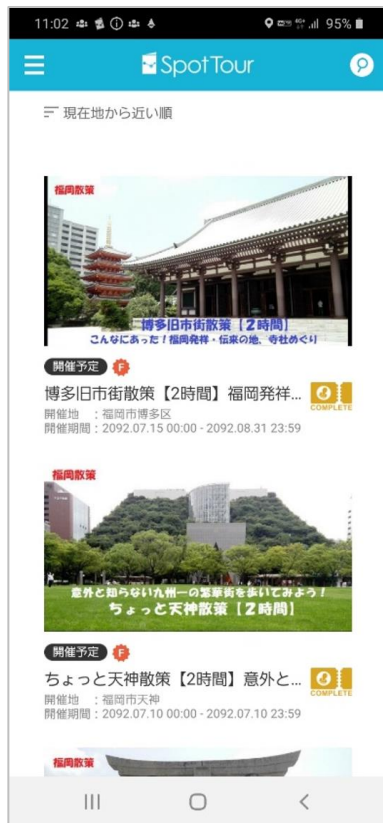 11:02 95%
SpotTour
現在地から近い順
福岡散策
博多旧市街散策【2時間】
こんなにあった!福岡発祥・伝来の地、寺社めぐり
開催予定 F
博多旧市街散策【2時間】福岡発祥...
COMPLETE
開催地 :福岡市博多区
開催期間:2092.07.15 00:00 - 2092.08.31 23:59
福岡散策
意外と知らない九州一の繁華街を歩いてみよう!
ちょっと天神散策【2時間】
開催予定 F
ちょっと天神散策【2時間】意外と...
COMPLETE
開催地 :福岡市天神
開催期間:2092.07.10 00:00 - 2092.07.10 23:59
福岡散策